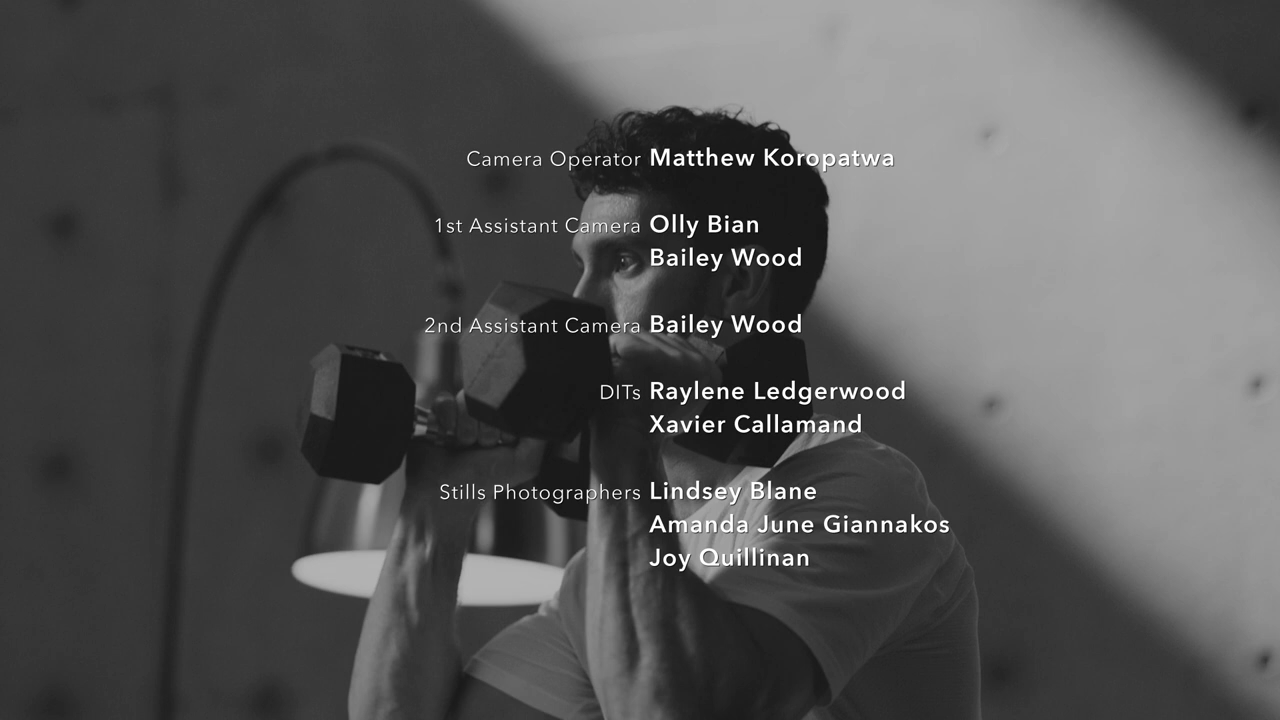 Camera Operator Matthew Koropatwa
1st Assistant Camera Olly Bian
Bailey Wood
2nd Assistant Camera Bailey Wood
DITs Raylene Ledgerwood
Xavier Callamand
Stills Photographers Lindsey Blane
Amanda June Giannakos
Joy Quillinan